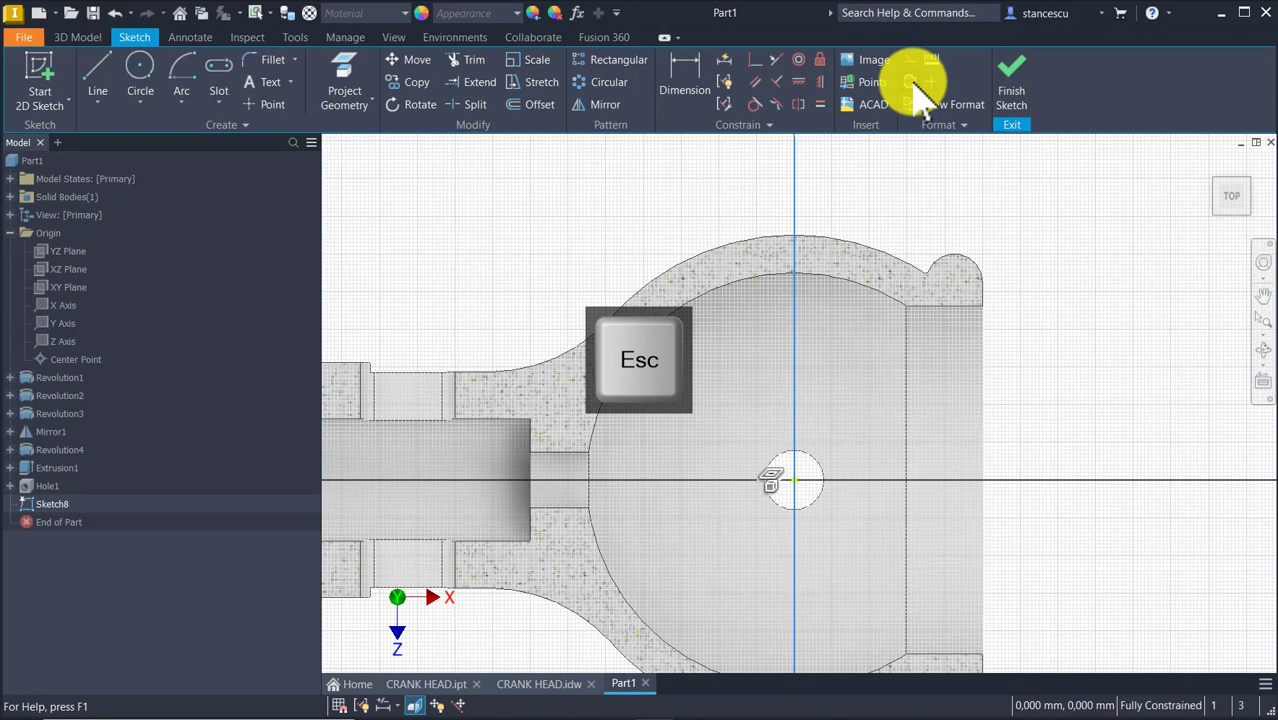 Material
Appearance
Part1
Search Help & Commands...
stancescu
File
3D Model
Sketch
Annotate
Inspect
Tools
Manage
View
Environments
Collaborate
Fusion 360
Start
2D Sketch
Line
Circle
Arc
Slot
Fillet
Text
Point
Project
Geometry
Move
Copy
Rotate
Trim
Extend
Split
Scale
Stretch
Offset
Rectangular
Circular
Mirror
Dimension
Image
Points
ACAD
Format
Finish
Sketch
Sketch
Create
Modify
Pattern
Constrain
Insert
Format
Exit
Model
Part1
Model States: [Primary]
Solid Bodies(1)
View: [Primary]
Origin
YZ Plane
XZ Plane
XY Plane
X Axis
Y Axis
Z Axis
Center Point
Revolution1
Revolution2
Revolution3
Mirror1
Revolution4
Extrusion1
Hole1
Sketch8
End of Part
TOP
Esc
Y
X
Z
Home
CRANK HEAD.ipt
CRANK HEAD.idw
Part1
For Help, press F1
0,000 mm, 0,000 mm
Fully Constrained
1
3